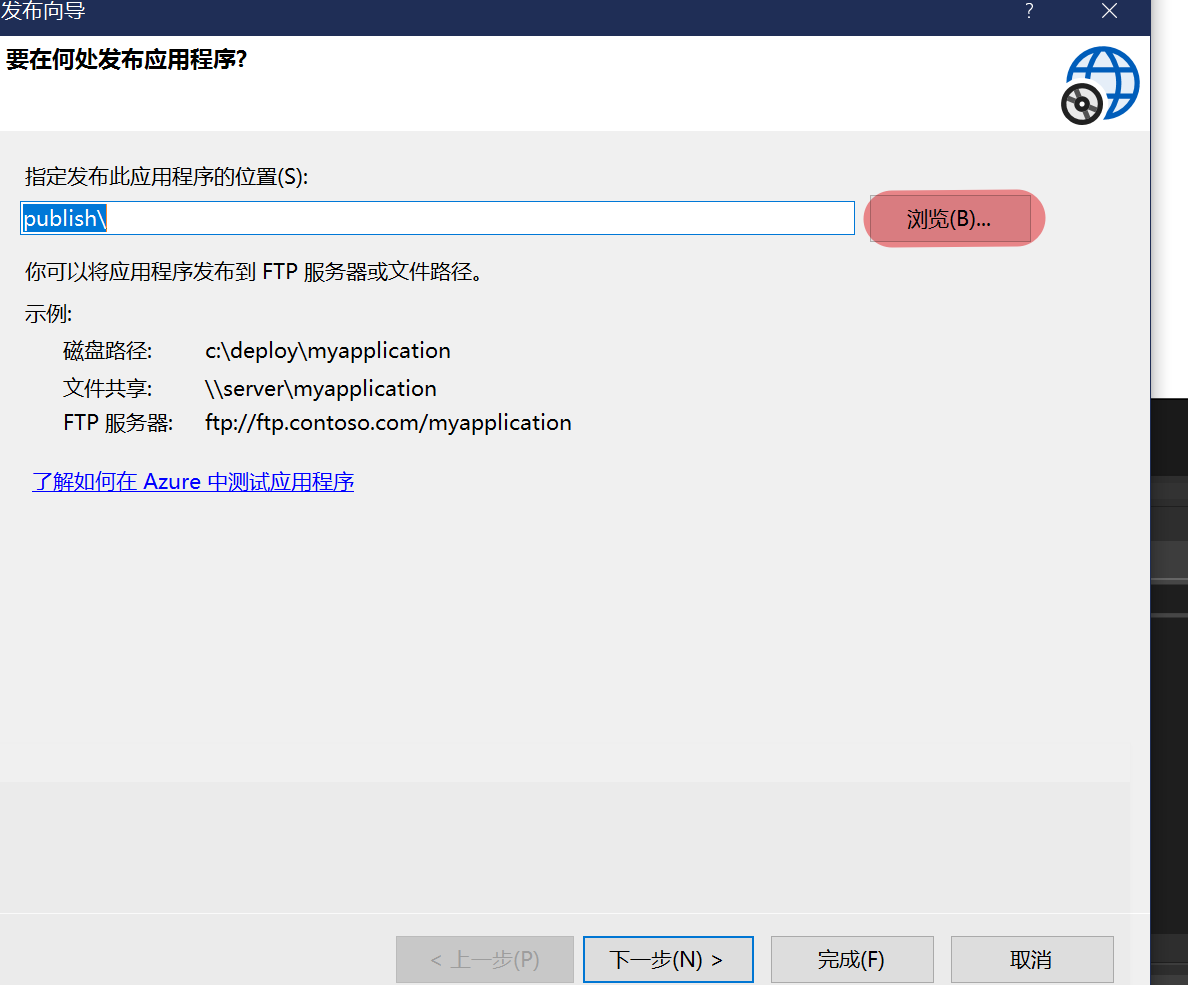 发布向导
要在何处发布应用程序?
指定发布此应用程序的位置(S):
publish\
浏览(B)...
你可以将应用程序发布到 FTP 服务器或文件路径。
示例:
磁盘路径: c:\deploy\myapplication
文件共享: \\server\myapplication
FTP 服务器: ftp://ftp.contoso.com/myapplication
了解如何在 Azure 中测试应用程序
< 上一步(P) 下一步(N) > 完成(F) 取消